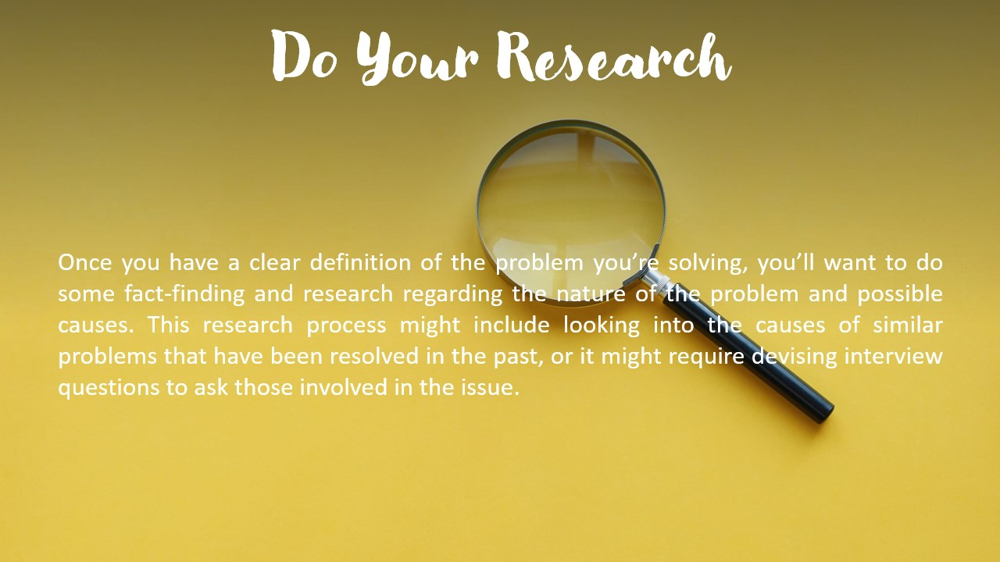 Do Your Research
Once you have a clear definition of the problem you’re solving, you’ll want to do
some fact-finding and research regarding the nature of the problem and possible
causes. This research process might include looking into the causes of similar
problems that have been resolved in the past, or it might require devising interview
questions to ask those involved in the issue.